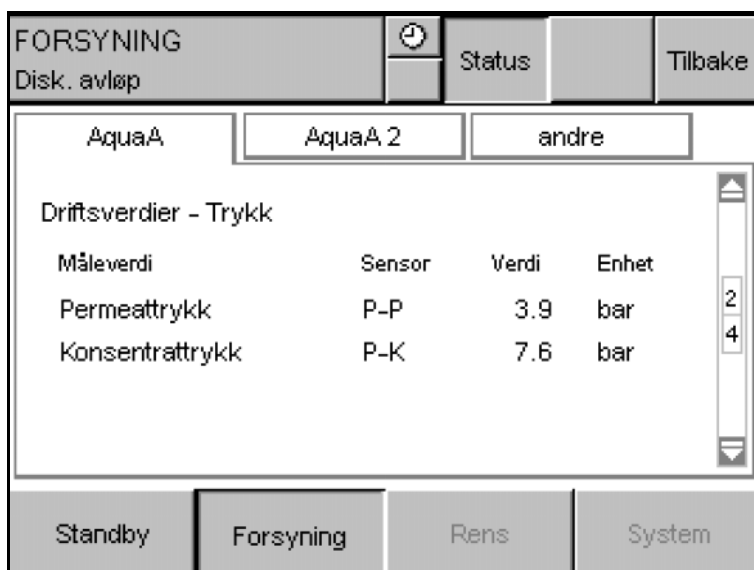 FORSYNING
Disk. avløp
Status
Tilbake
AquaA
AquaA 2
andre
Driftsverdier - Trykk
Måleverdi Sensor Verdi Enhet
Permeattrykk P-P 3.9 bar
Konsentrattrykk P-K 7.6 bar
2
4
Standby
Forsyning
Rens
System